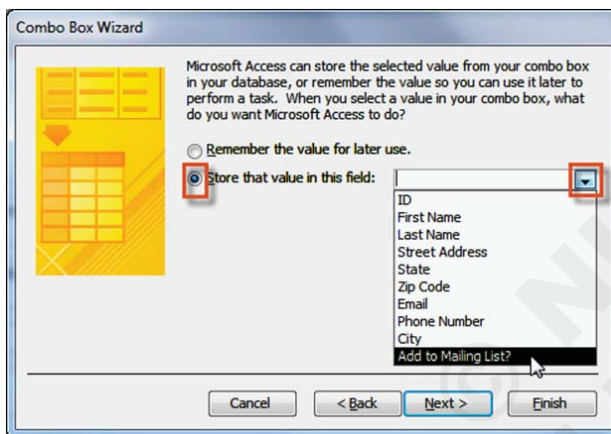 Combo Box Wizard
Microsoft Access can store the selected value from your combo box
in your database, or remember the value so you can use it later to
perform a task. When you select a value in your combo box, what
do you want Microsoft Access to do?
Remember the value for later use.
Store that value in this field:
ID
First Name
Last Name
Street Address
State
Zip Code
Email
Phone Number
City
Add to Mailing List?
Cancel
< Back
Next >
Finish